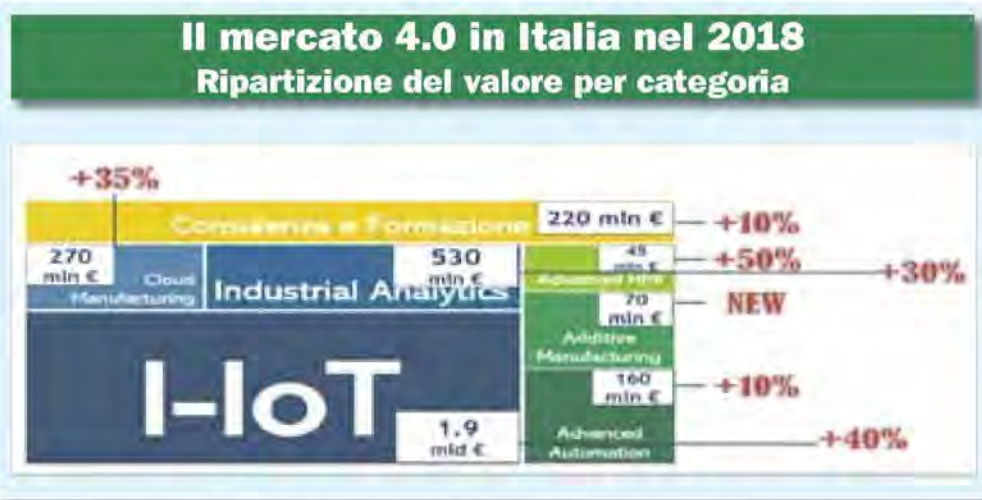 Il mercato 4.0 in Italia nel 2018
Ripartizione del valore per categoria
+35%
Consulenza e Formazione
220 mln €
+10%
270
mln €
Cloud
Manufacturing
530
mln €
Industrial Analytics
45
mln €
+50%
+30%
Advanced HMI
70
mln €
NEW
Additive
Manufacturing
I-IoT
1.9
mld €
160
mln €
+10%
Advanced
Automation
+40%